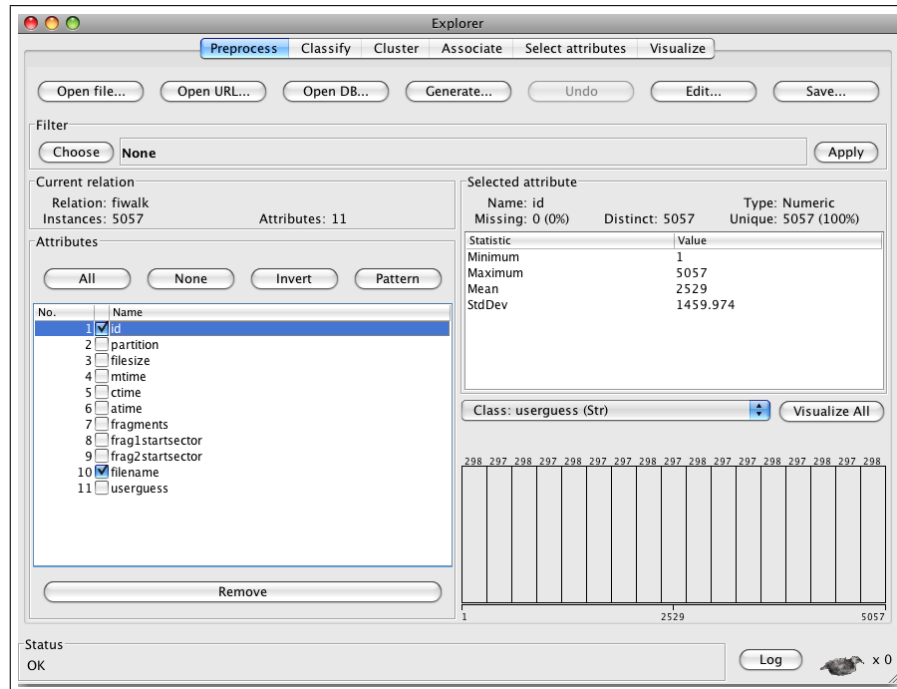 Explorer
Preprocess Classify Cluster Associate Select attributes Visualize
Open file... Open URL... Open DB... Generate... Undo Edit... Save...
Filter
Choose None Apply
Current relation
Relation: fiwalk
Instances: 5057 Attributes: 11
Attributes
All None Invert Pattern
No. Name
1 id
2 partition
3 filesize
4 mtime
5 ctime
6 atime
7 fragments
8 frag1startsector
9 frag2startsector
10 filename
11 userguess
Remove
Selected attribute
Name: id Type: Numeric
Missing: 0 (0%) Distinct: 5057 Unique: 5057 (100%)
Statistic Value
Minimum 1
Maximum 5057
Mean 2529
StdDev 1459.974
Class: userguess (Str) Visualize All
298 297 298 297 298 297 297 298 297 298 297 297 298 297 298 297 298
1 2529 5057
Status
OK
Log x 0